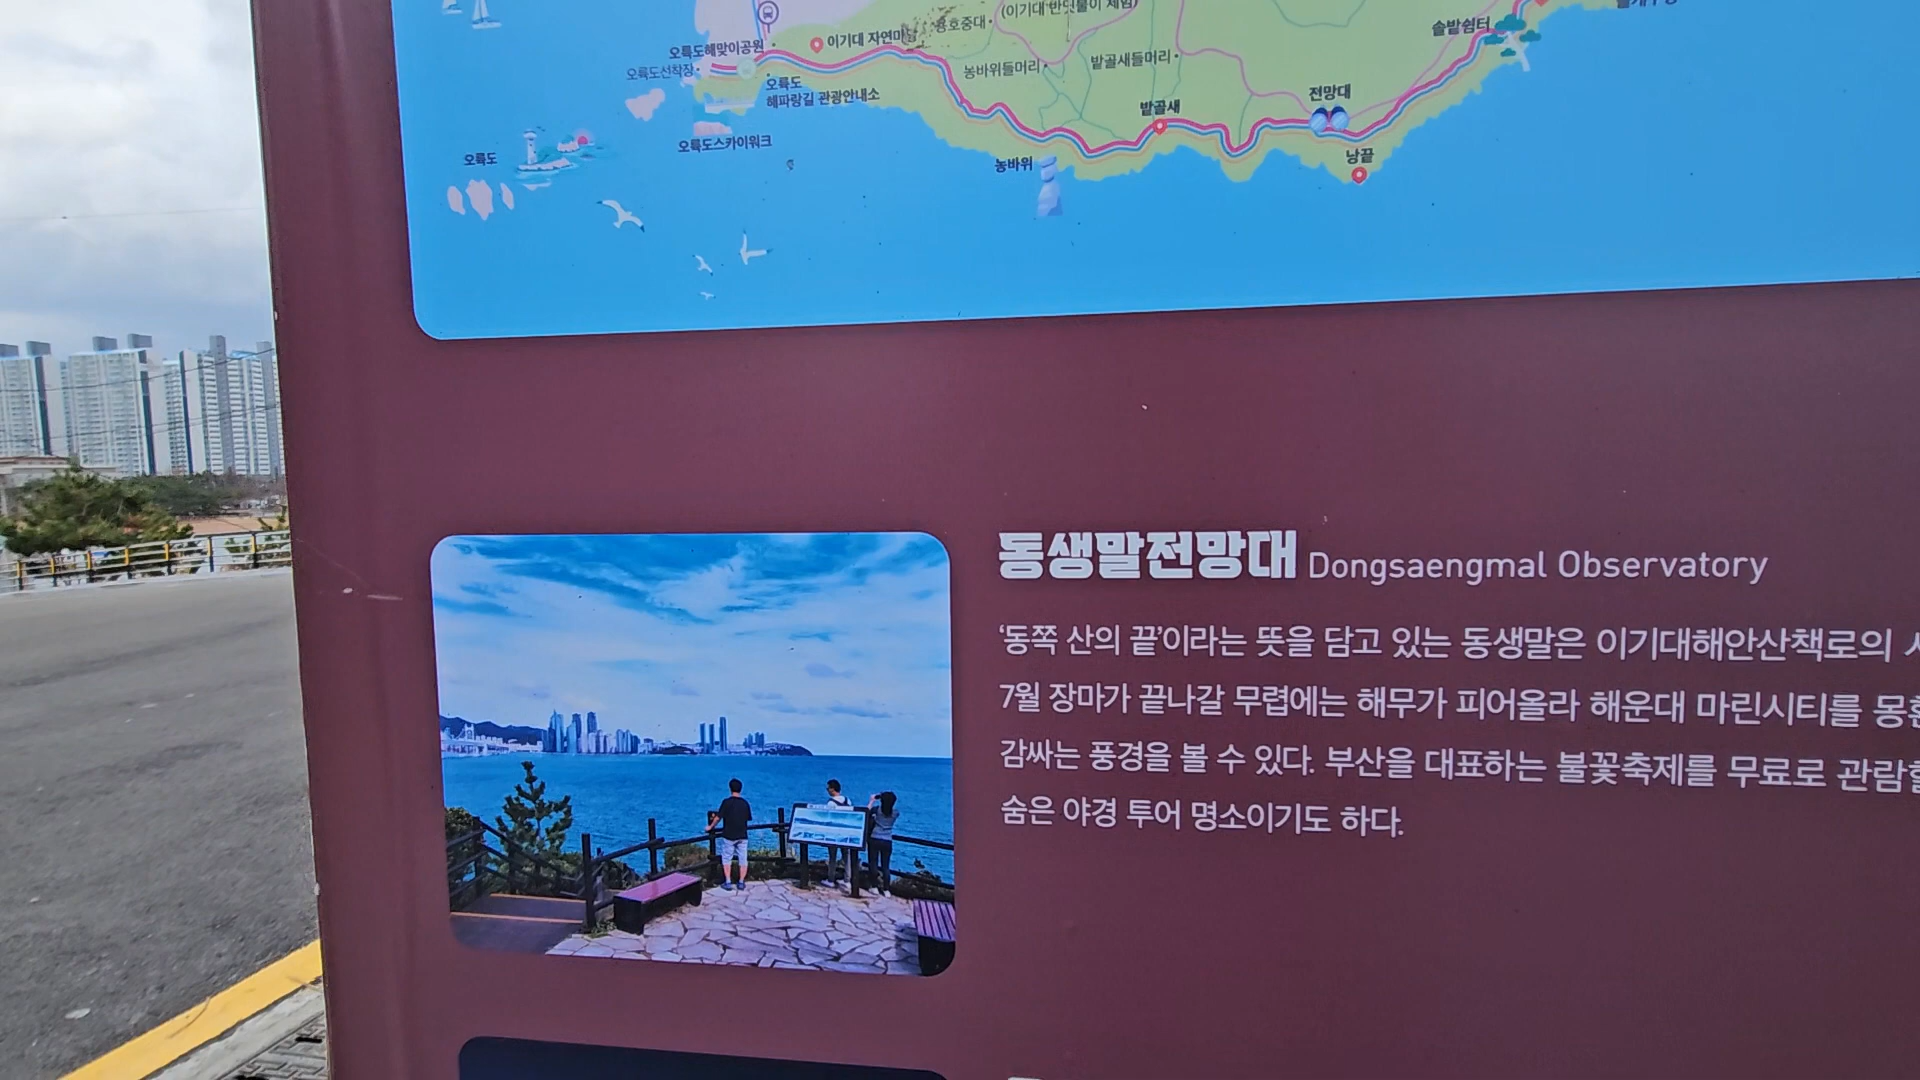 (이기대 반딧불이 체험)
용호중대
솔밭쉼터
이기대 자연마당
오륙도해맞이공원
오륙도선착장
농바위들머리
밭골새들머리
오륙도
해파랑길 관광안내소
전망대
밭골새
오륙도스카이워크
오륙도
농바위
낭끝
동생말전망대 Dongsaengmal Observatory
‘동쪽 산의 끝’이라는 뜻을 담고 있는 동생말은 이기대해안산책로의
7월 장마가 끝나갈 무렵에는 해무가 피어올라 해운대 마린시티를
감싸는 풍경을 볼 수 있다. 부산을 대표하는 불꽃축제를 무료로
숨은 야경 투어 명소이기도 하다.